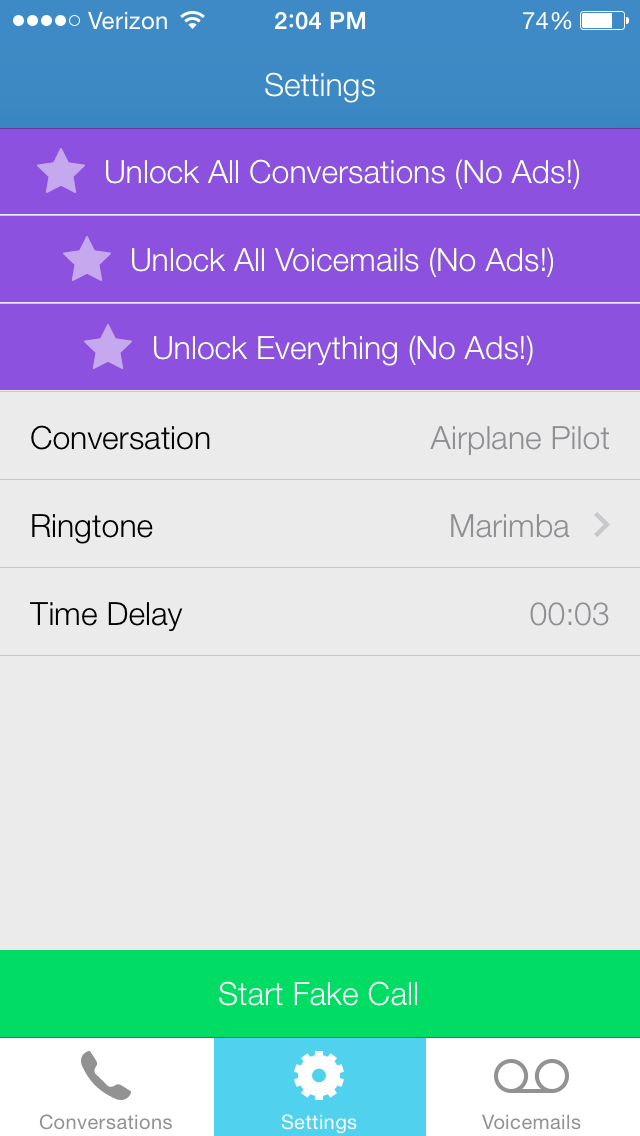 Verizon 2:04 PM 74%
Settings
Unlock All Conversations (No Ads!)
Unlock All Voicemails (No Ads!)
Unlock Everything (No Ads!)
Conversation Airplane Pilot
Ringtone Marimba
Time Delay 00:03
Start Fake Call
Conversations Settings Voicemails